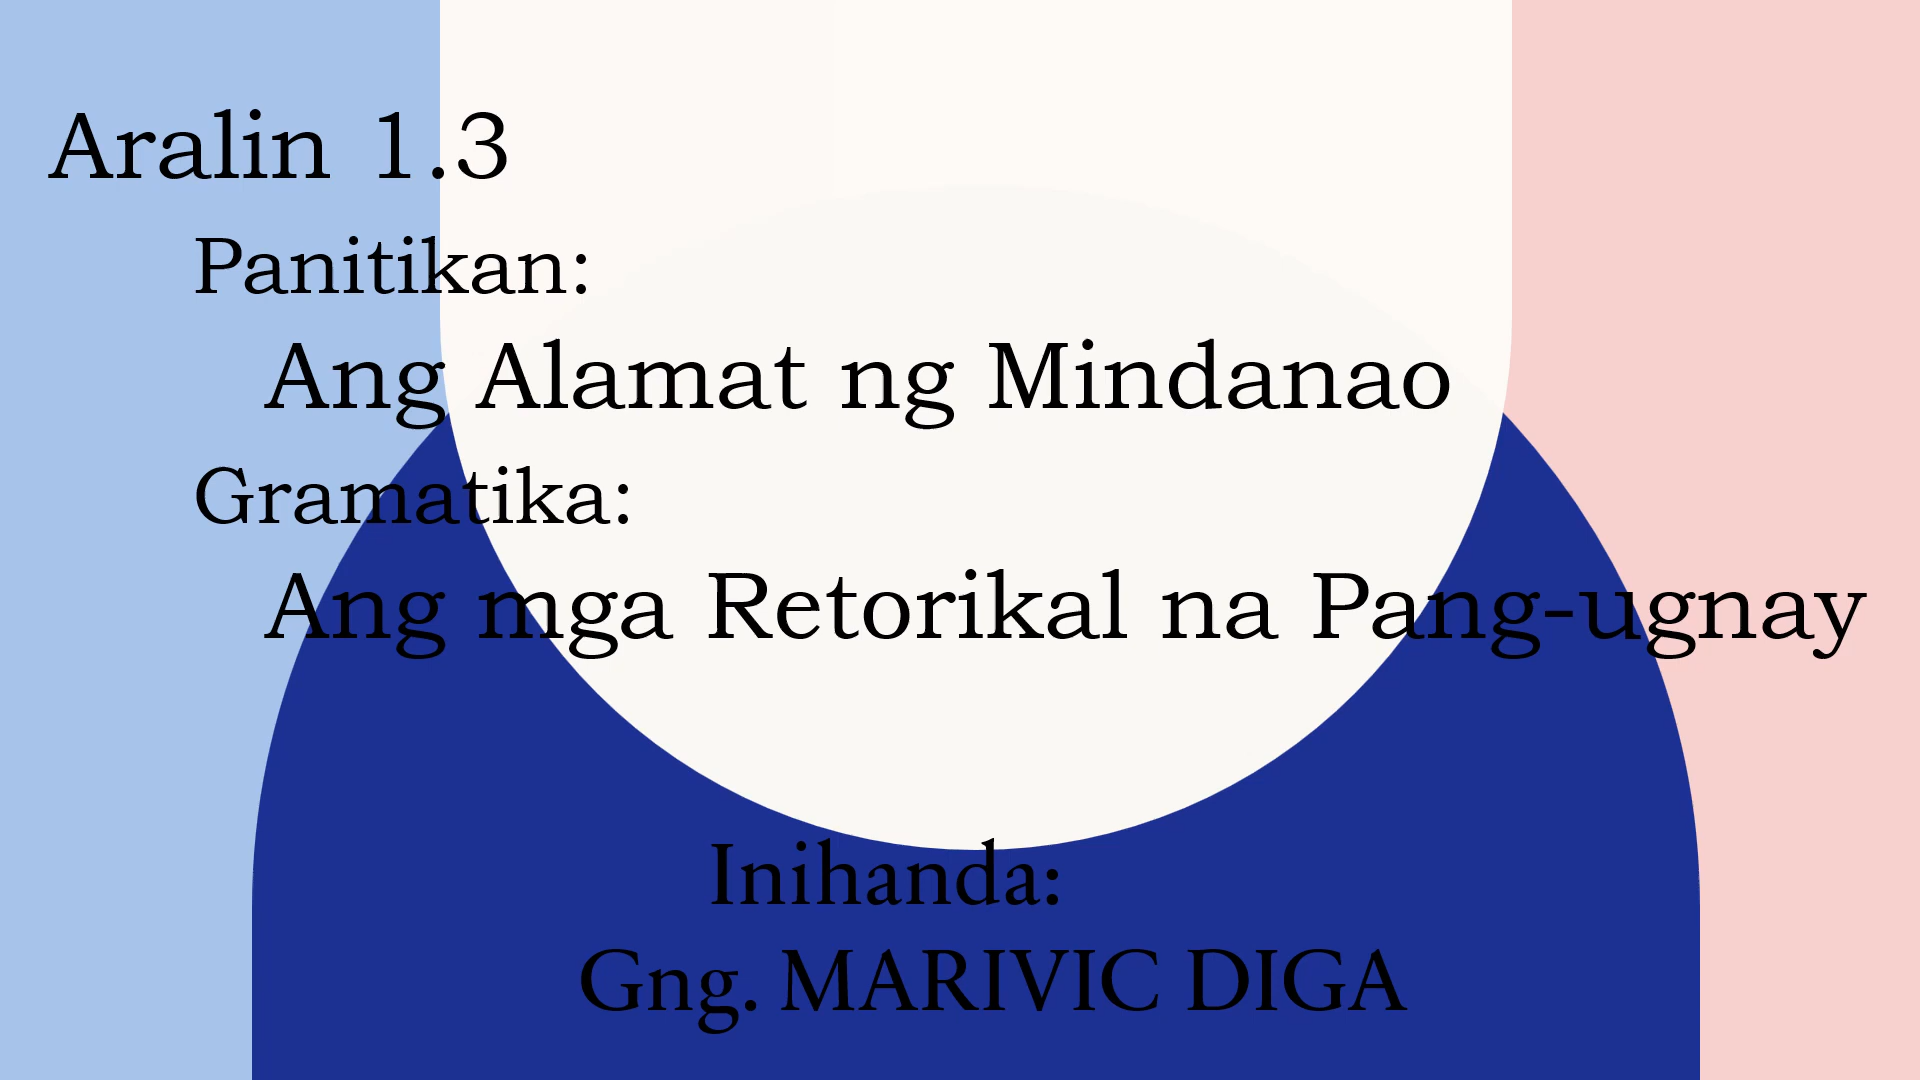 Aralin 1.3
Panitikan:
Ang Alamat ng Mindanao
Gramatika:
Ang mga Retorikal na Pang-ugnay
Inihanda:
Gng. MARIVIC DIGA